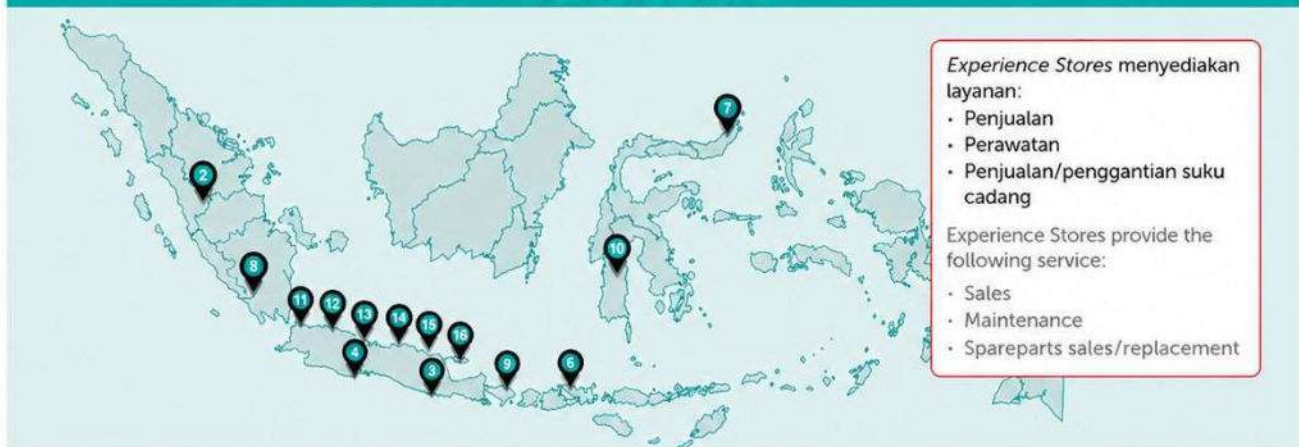 7
2
10
8
11
12
13
14
15
16
4
3
9
6
Experience Stores menyediakan
layanan:
• Penjualan
• Perawatan
• Penjualan/penggantian suku
cadang
Experience Stores provide the
following service:
• Sales
• Maintenance
• Spareparts sales/replacement